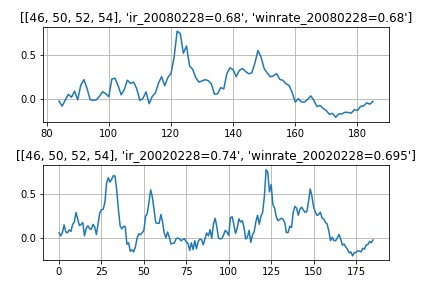 [[46, 50, 52, 54], 'ir_20080228=0.68', 'winrate_20080228=0.68']
0.5
0.0
80 100 120 140 160 180
[[46, 50, 52, 54], 'ir_20020228=0.74', 'winrate_20020228=0.695']
0.5
0.0
0 25 50 75 100 125 150 175